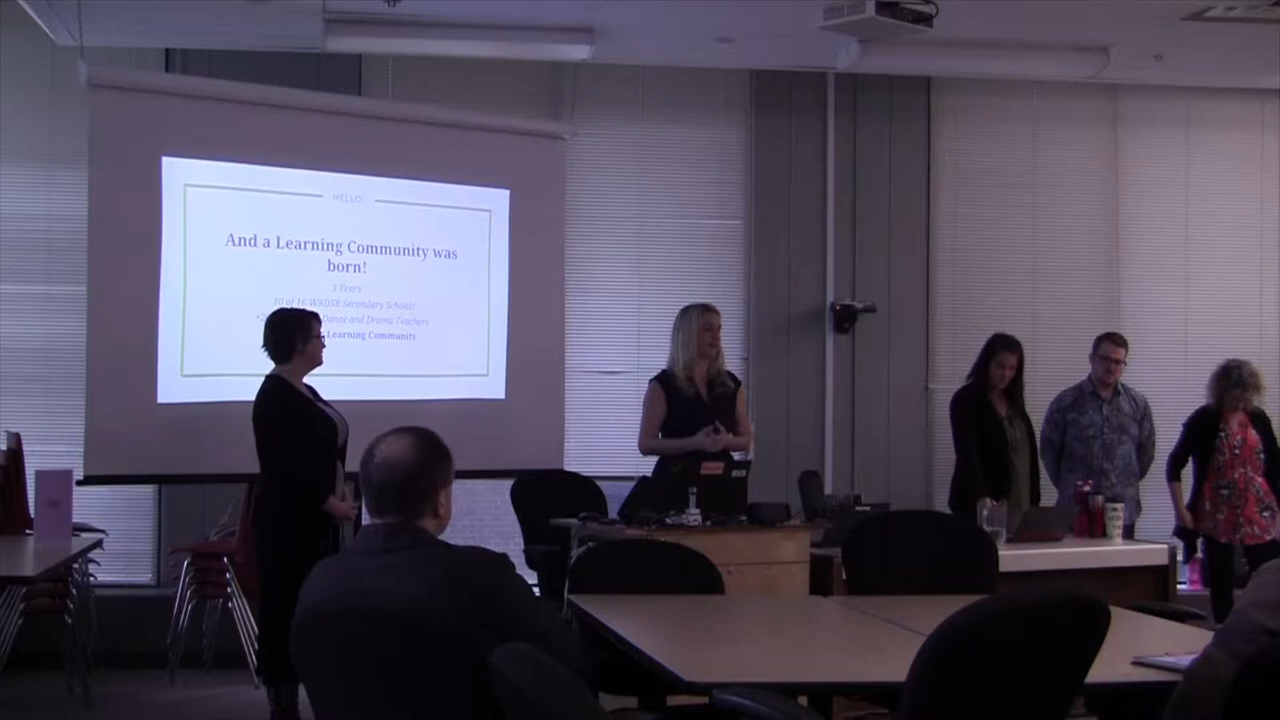 HELLO!
And a Learning Community was
born!
3 Years
10 of 16 WRDSB Secondary Schools
Dance and Drama Teachers
Learning Community